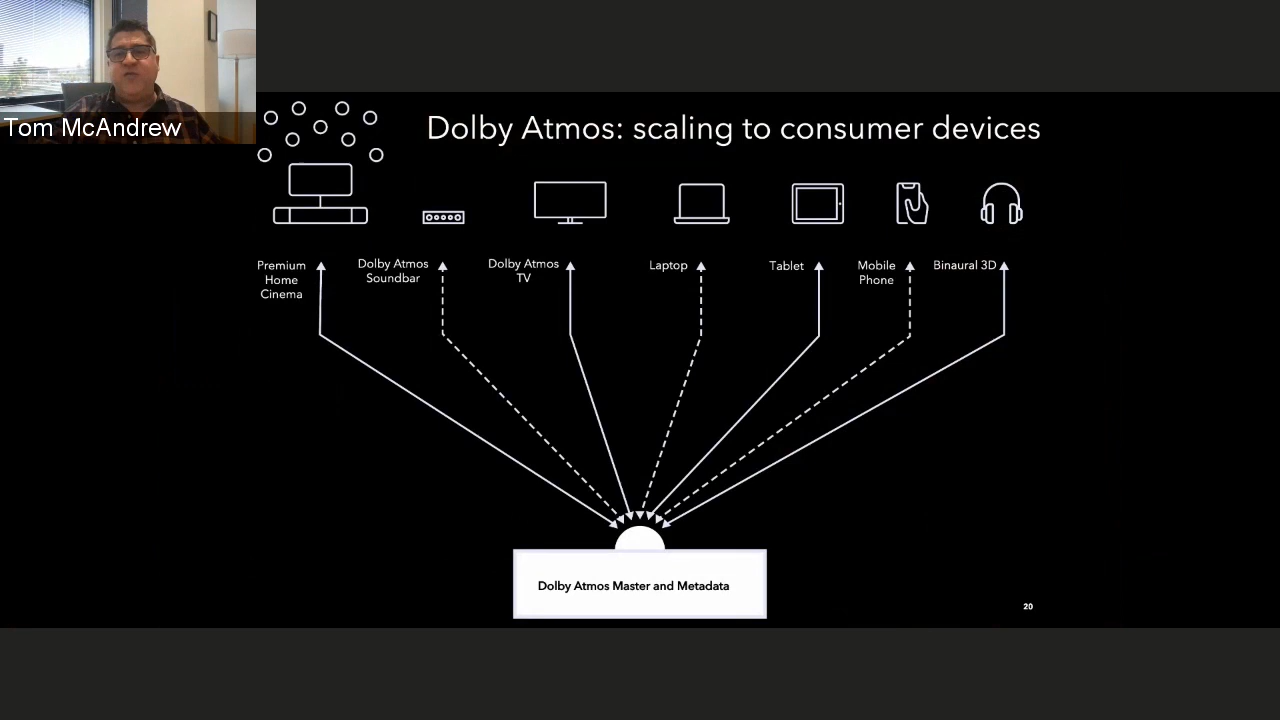 Tom McAndrew
Dolby Atmos: scaling to consumer devices
Premium
Home
Cinema
Dolby Atmos
Soundbar
Dolby Atmos
TV
Laptop
Tablet
Mobile
Phone
Binaural 3D
Dolby Atmos Master and Metadata
20